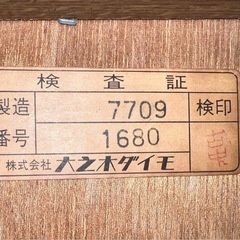 検査証
製造 7709 検印
番号 1680
株式会社 大之木ダイモ